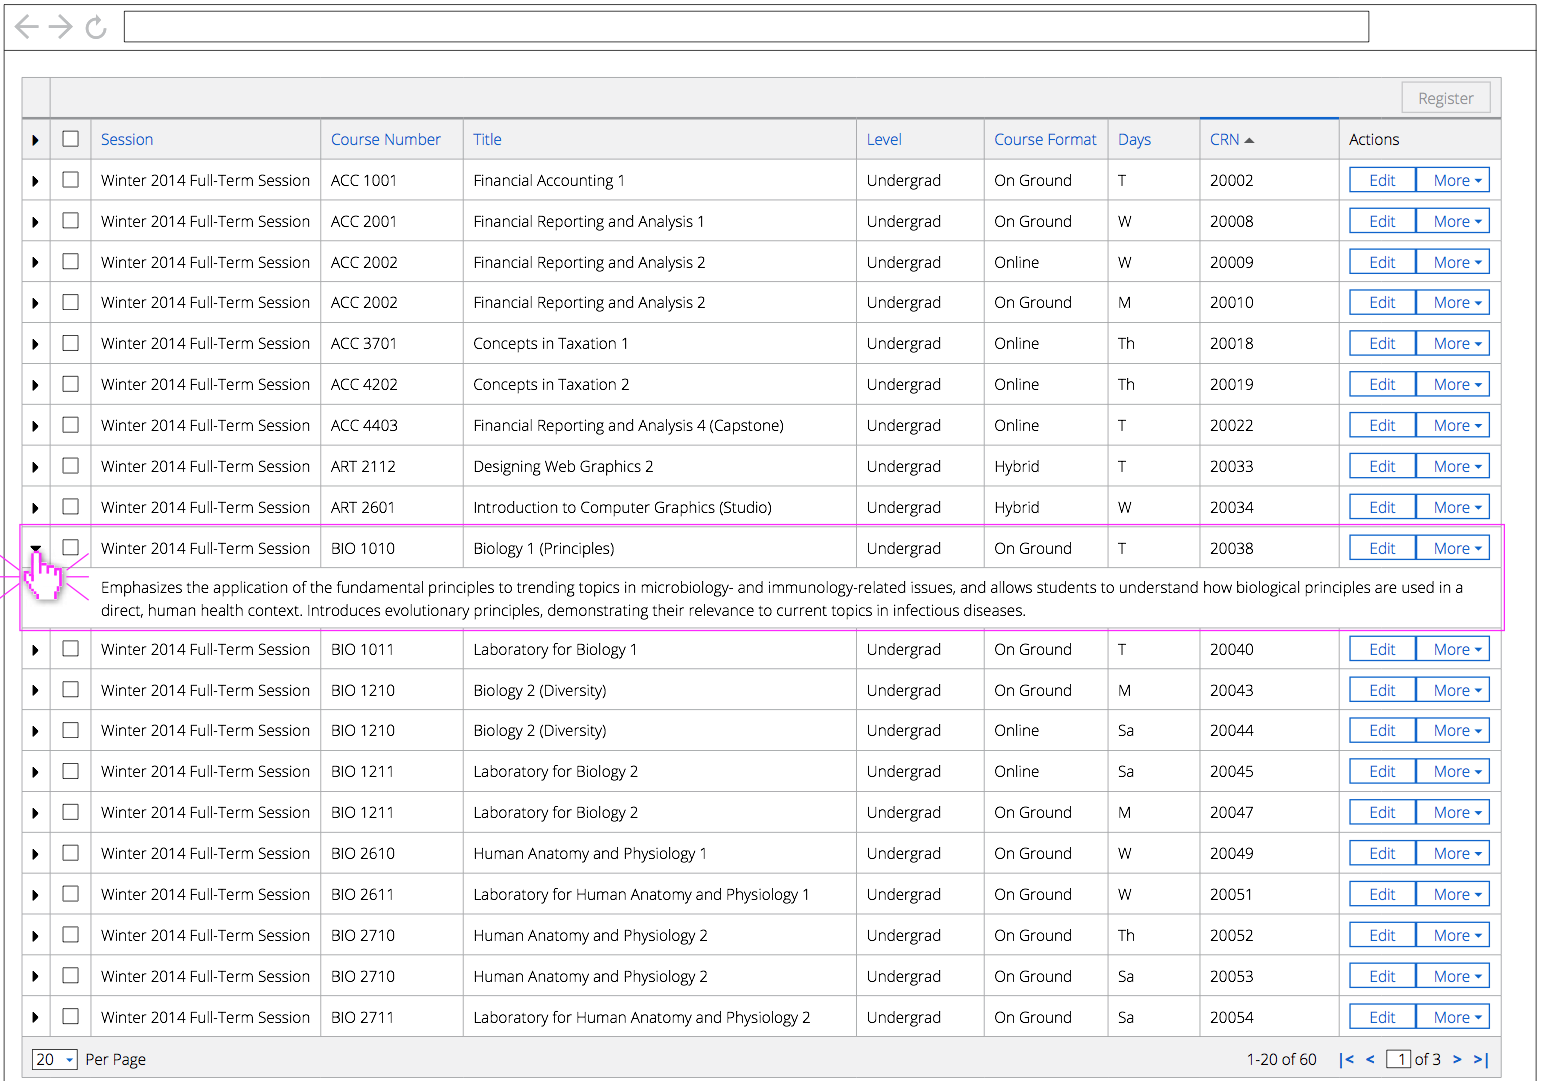 Register
Session Course Number Title Level Course Format Days CRN Actions
Winter 2014 Full-Term Session ACC 1001 Financial Accounting 1 Undergrad On Ground T 20002 Edit More
Winter 2014 Full-Term Session ACC 2001 Financial Reporting and Analysis 1 Undergrad On Ground W 20008 Edit More
Winter 2014 Full-Term Session ACC 2002 Financial Reporting and Analysis 2 Undergrad Online W 20009 Edit More
Winter 2014 Full-Term Session ACC 2002 Financial Reporting and Analysis 2 Undergrad On Ground M 20010 Edit More
Winter 2014 Full-Term Session ACC 3701 Concepts in Taxation 1 Undergrad Online Th 20018 Edit More
Winter 2014 Full-Term Session ACC 4202 Concepts in Taxation 2 Undergrad Online Th 20019 Edit More
Winter 2014 Full-Term Session ACC 4403 Financial Reporting and Analysis 4 (Capstone) Undergrad Online T 20022 Edit More
Winter 2014 Full-Term Session ART 2112 Designing Web Graphics 2 Undergrad Hybrid T 20033 Edit More
Winter 2014 Full-Term Session ART 2601 Introduction to Computer Graphics (Studio) Undergrad Hybrid W 20034 Edit More
Winter 2014 Full-Term Session BIO 1010 Biology 1 (Principles) Undergrad On Ground T 20038 Edit More
Emphasizes the application of the fundamental principles to trending topics in microbiology- and immunology-related issues, and allows students to understand how biological principles are used in a
direct, human health context. Introduces evolutionary principles, demonstrating their relevance to current topics in infectious diseases.
Winter 2014 Full-Term Session BIO 1011 Laboratory for Biology 1 Undergrad On Ground T 20040 Edit More
Winter 2014 Full-Term Session BIO 1210 Biology 2 (Diversity) Undergrad On Ground M 20043 Edit More
Winter 2014 Full-Term Session BIO 1210 Biology 2 (Diversity) Undergrad Online Sa 20044 Edit More
Winter 2014 Full-Term Session BIO 1211 Laboratory for Biology 2 Undergrad Online Sa 20045 Edit More
Winter 2014 Full-Term Session BIO 1211 Laboratory for Biology 2 Undergrad On Ground M 20047 Edit More
Winter 2014 Full-Term Session BIO 2610 Human Anatomy and Physiology 1 Undergrad On Ground W 20049 Edit More
Winter 2014 Full-Term Session BIO 2611 Laboratory for Human Anatomy and Physiology 1 Undergrad On Ground W 20051 Edit More
Winter 2014 Full-Term Session BIO 2710 Human Anatomy and Physiology 2 Undergrad On Ground Th 20052 Edit More
Winter 2014 Full-Term Session BIO 2710 Human Anatomy and Physiology 2 Undergrad On Ground Sa 20053 Edit More
Winter 2014 Full-Term Session BIO 2711 Laboratory for Human Anatomy and Physiology 2 Undergrad On Ground Sa 20054 Edit More
20 Per Page 1-20 of 60 |< < 1 of 3 > >|